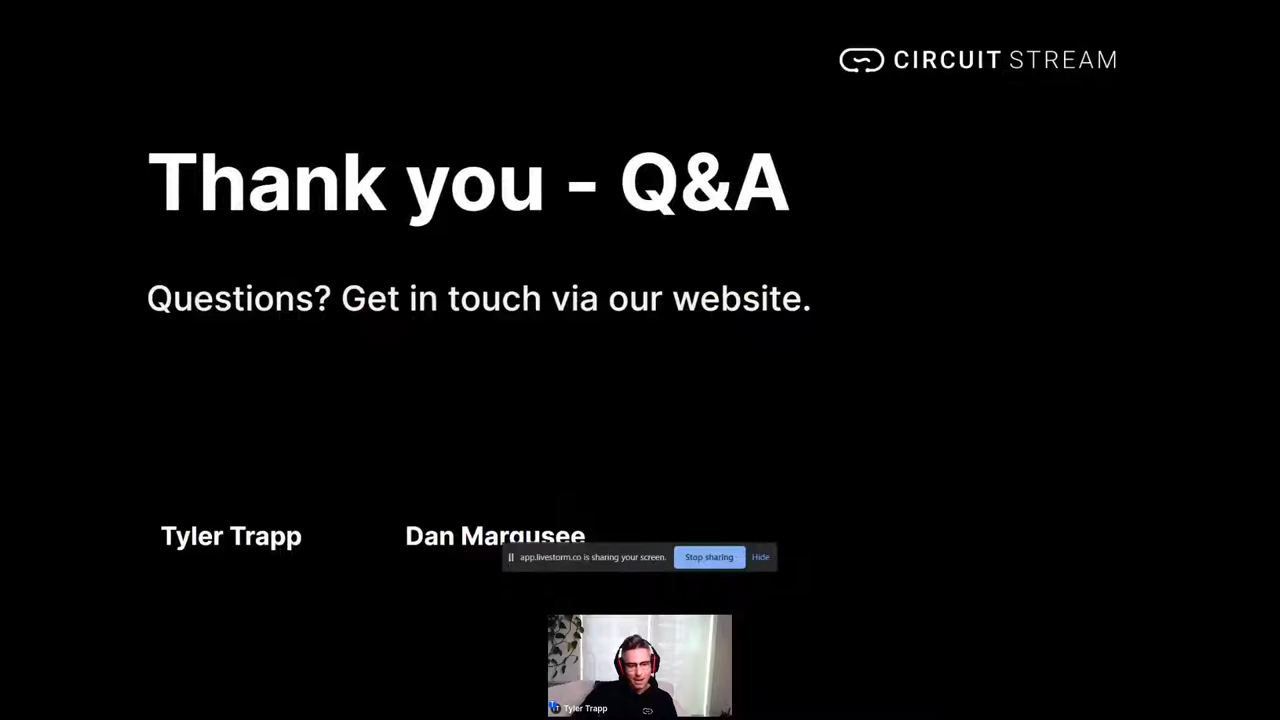 CIRCUIT STREAM
Thank you - Q&A
Questions? Get in touch via our website.
Tyler Trapp
Dan Margusee
app.livestorm.co is sharing your screen.
Stop sharing
Hide
Tyler Trapp